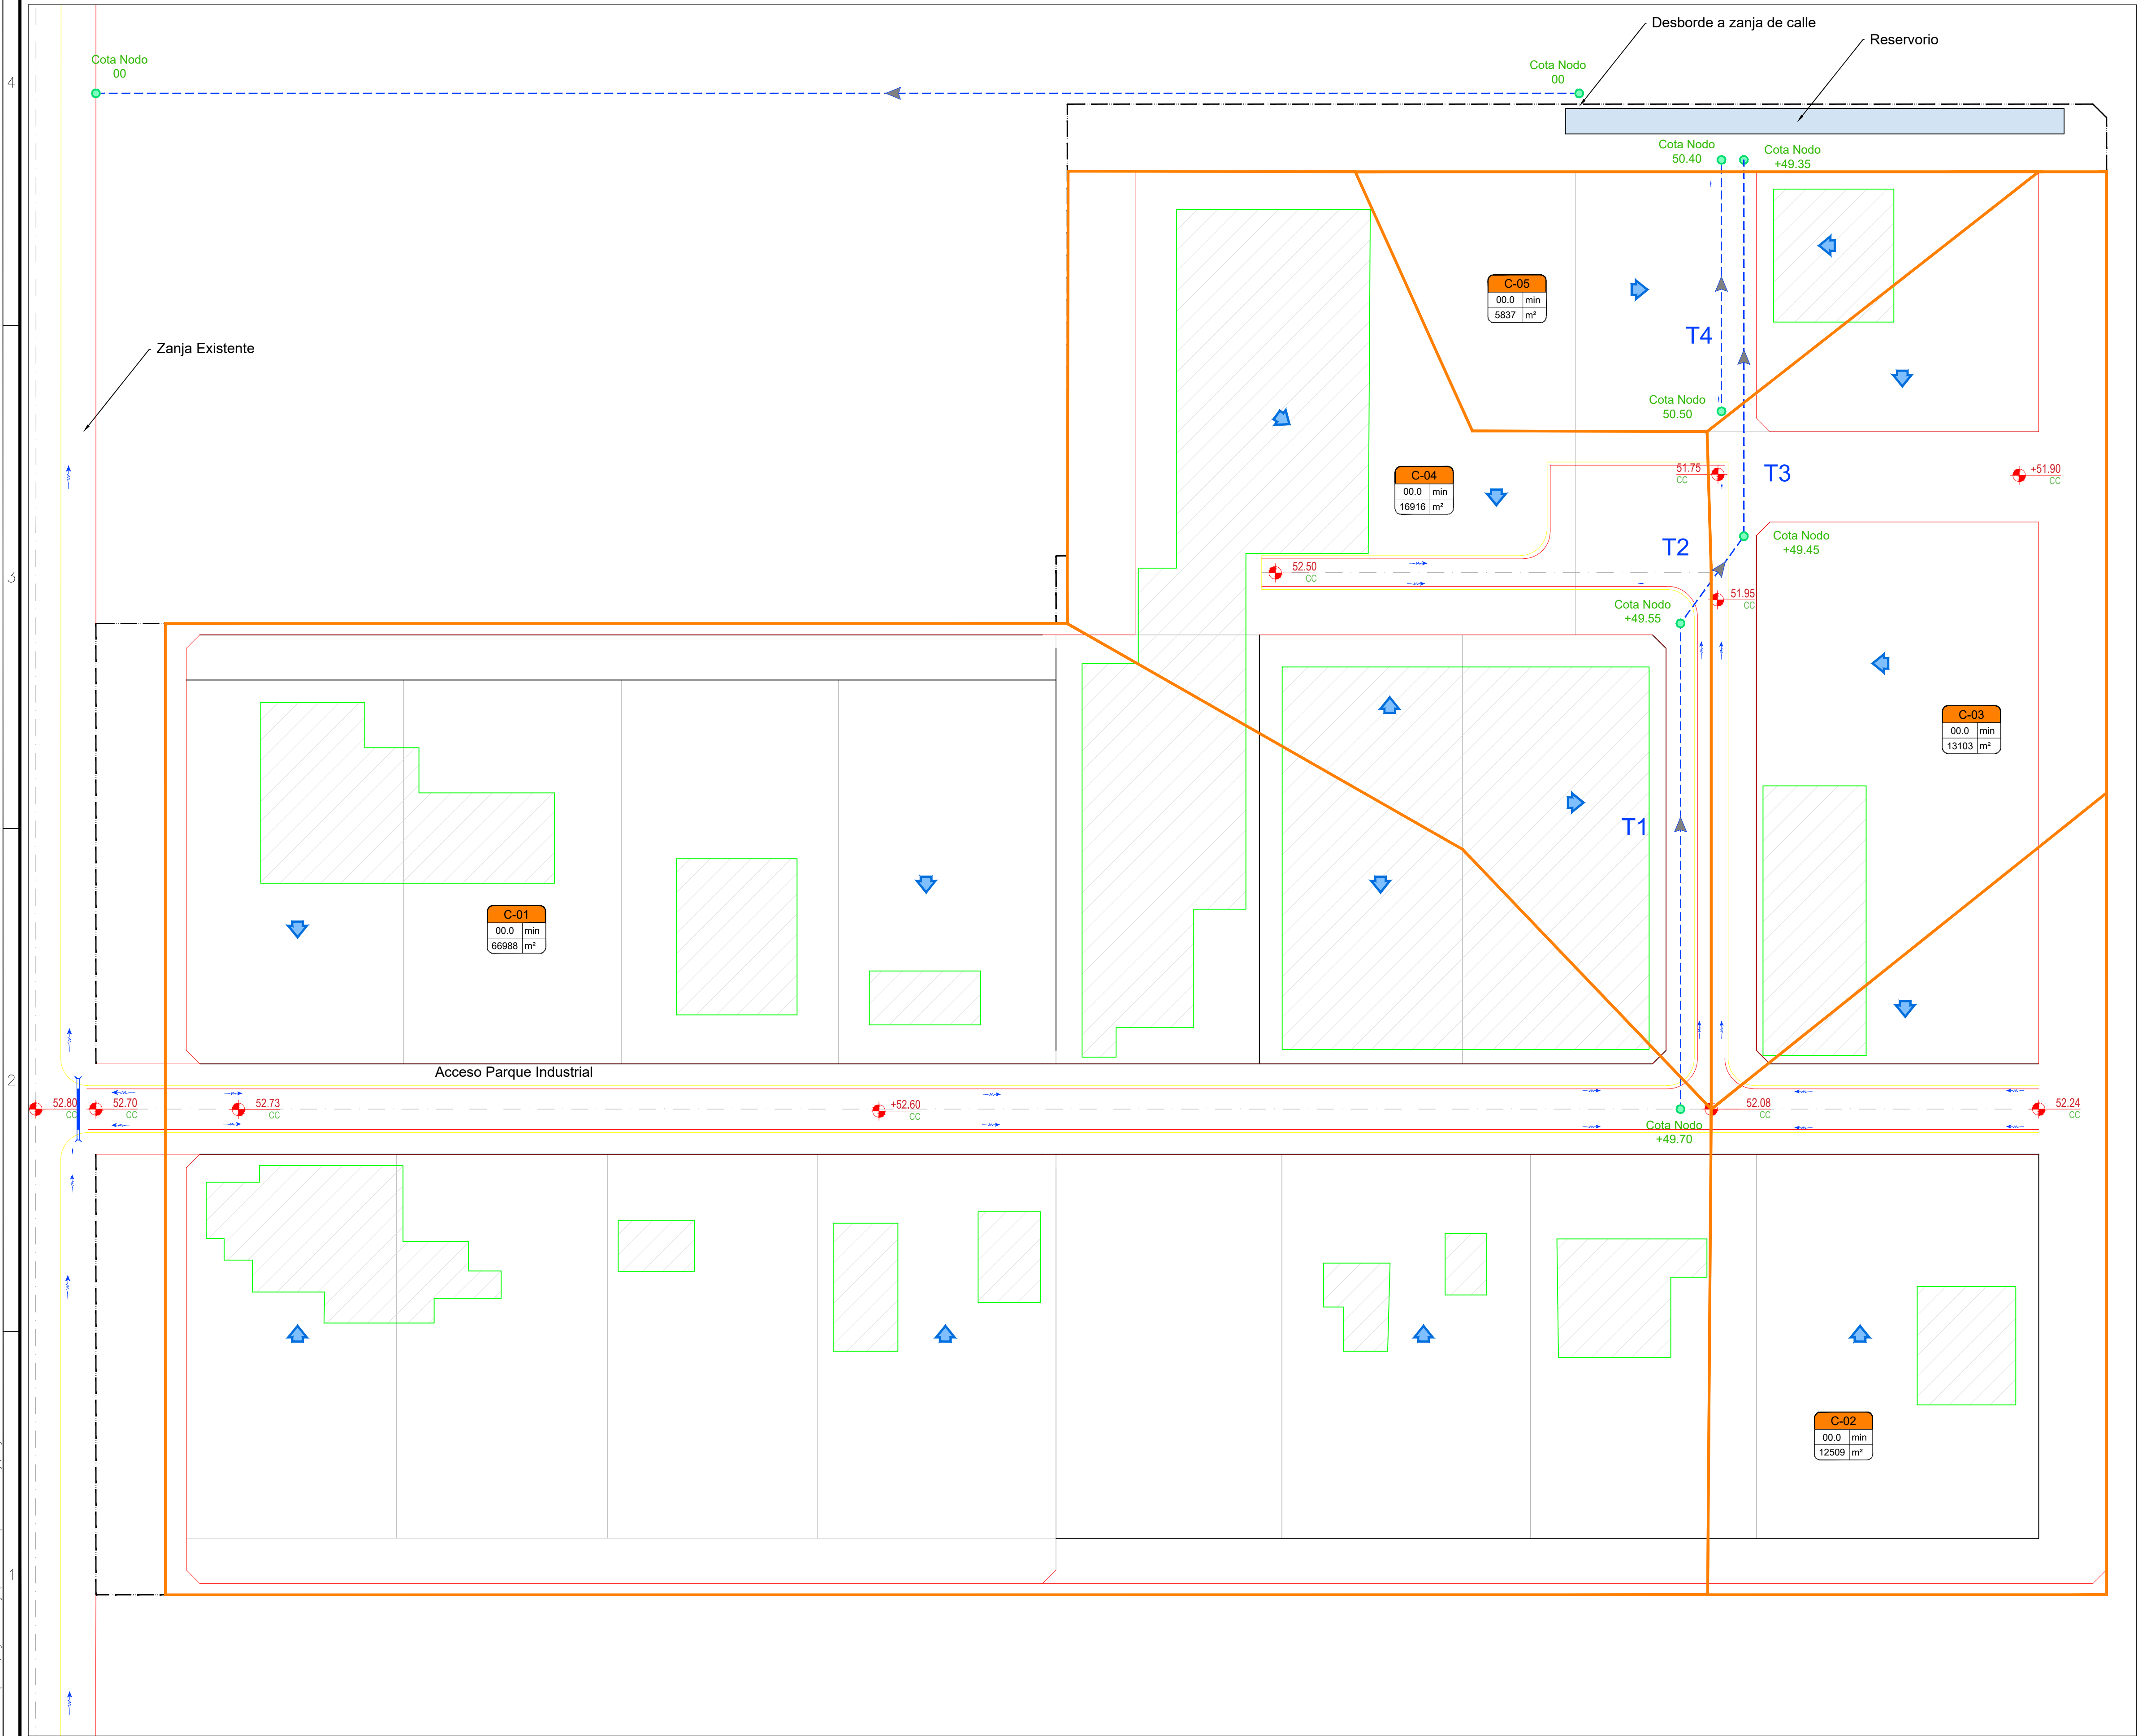 Desborde a zanja de calle
Reservorio
Cota Nodo
00
Cota Nodo
00
4
Cota Nodo
50.40
Cota Nodo
+49.35
C-05
00.0 min
5837 m²
Zanja Existente
T4
Cota Nodo
50.50
51.75
CC
T3
+51.90
CC
C-04
00.0 min
16916 m²
T2
Cota Nodo
+49.45
3
52.50
CC
51.95
CC
Cota Nodo
+49.55
C-03
00.0 min
13103 m²
T1
C-01
00.0 min
66988 m²
Acceso Parque Industrial
2
52.80
CC
52.70
CC
52.73
CC
+52.60
CC
52.08
CC
52.24
CC
Cota Nodo
+49.70
C-02
00.0 min
12509 m²
1